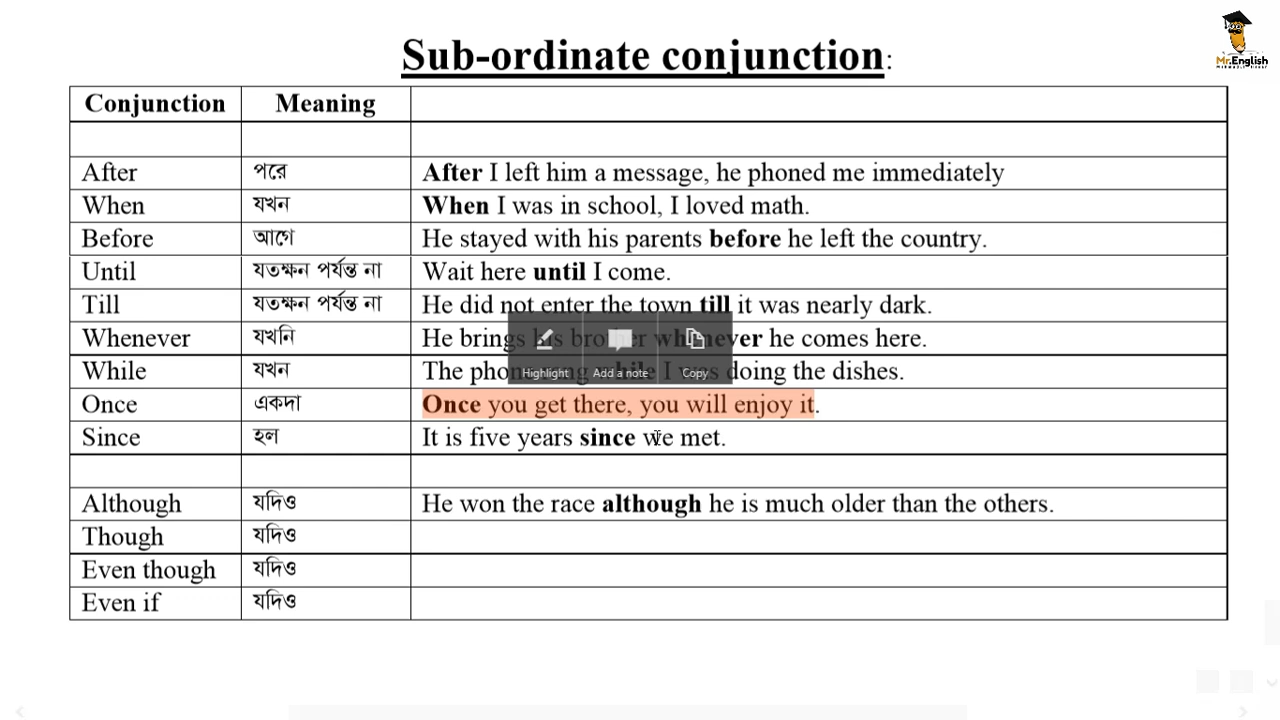 Mr.English
Sub-ordinate conjunction:
Conjunction Meaning
After পরে After I left him a message, he phoned me immediately
When যখন When I was in school, I loved math.
Before আগে He stayed with his parents before he left the country.
Until যতক্ষন পর্যন্ত না Wait here until I come.
Till যতক্ষন পর্যন্ত না He did not enter the town till it was nearly dark.
Whenever যখনি He brings his brother whenever he comes here.
While যখন The phone while I was doing the dishes.
Highlight Add a note Copy
Once একদা Once you get there, you will enjoy it.
Since হল It is five years since we met.
Although যদিও He won the race although he is much older than the others.
Though যদিও
Even though যদিও
Even if যদিও